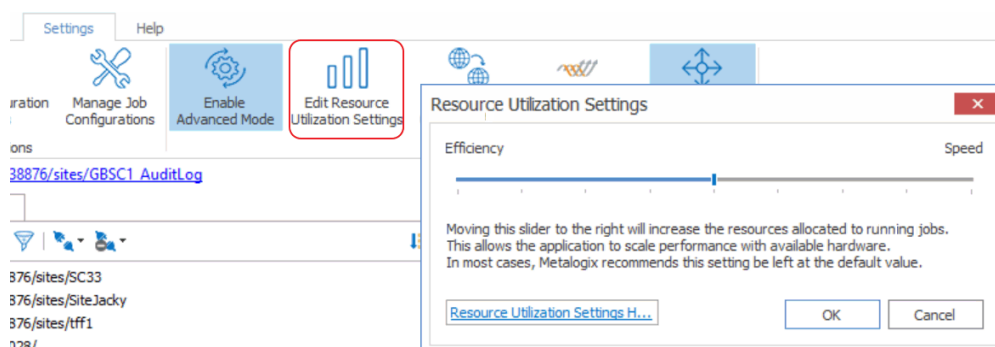 Settings Help
uration
Manage Job
Configurations
Enable
Advanced Mode
Edit Resource
Utilization Settings
ons
38876/sites/GBSC1_AuditLog
876/sites/SC33
876/sites/SiteJacky
876/sites/tff1
Resource Utilization Settings
Efficiency Speed
Moving this slider to the right will increase the resources allocated to running jobs.
This allows the application to scale performance with available hardware.
In most cases, Metalogix recommends this setting be left at the default value.
Resource Utilization Settings H...
OK Cancel